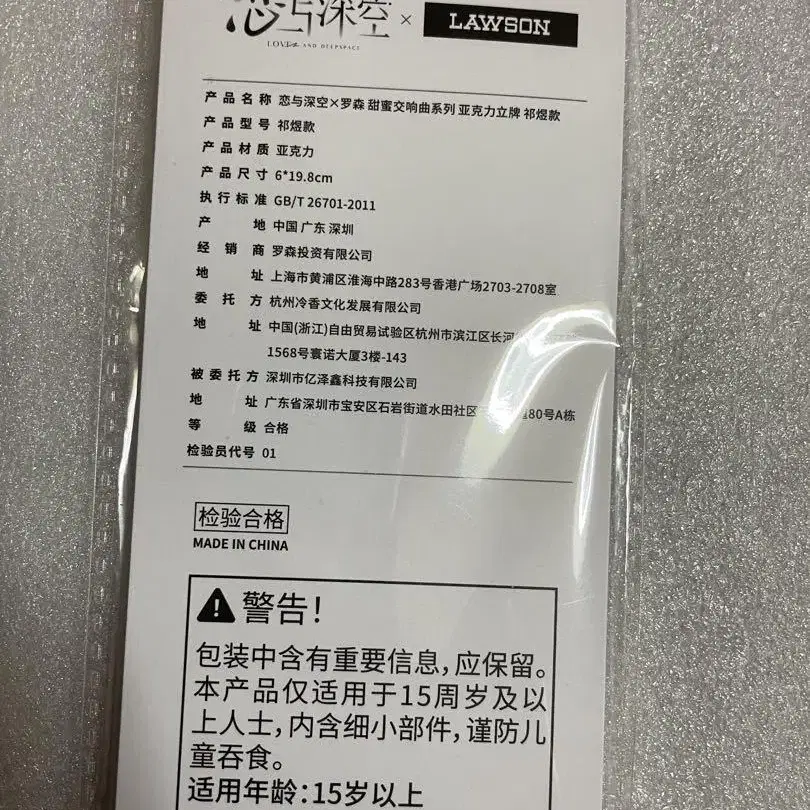 恋与深空 × LAWSON
LOVE AND DEEPSPACE
产品名称 恋与深空×罗森 甜蜜交响曲系列 亚克力立牌 祁煜款
产品型号 祁煜款
产品材质 亚克力
产品尺寸 6*19.8cm
执行标准 GB/T 26701-2011
产地 中国 广东 深圳
经销商 罗森投资有限公司
地址 上海市黄浦区淮海中路283号香港广场2703-2708室
委托方 杭州冷香文化发展有限公司
地址 中国(浙江)自由贸易试验区杭州市滨江区长河
1568号寰诺大厦3楼-143
被委托方 深圳市亿泽鑫科技有限公司
地址 广东省深圳市宝安区石岩街道水田社区 80号A栋
等级 合格
检验员代号 01
检验合格
MADE IN CHINA
警告!
包装中含有重要信息,应保留。
本产品仅适用于15周岁及以
上人士,内含细小部件,谨防儿
童吞食。
适用年龄:15岁以上